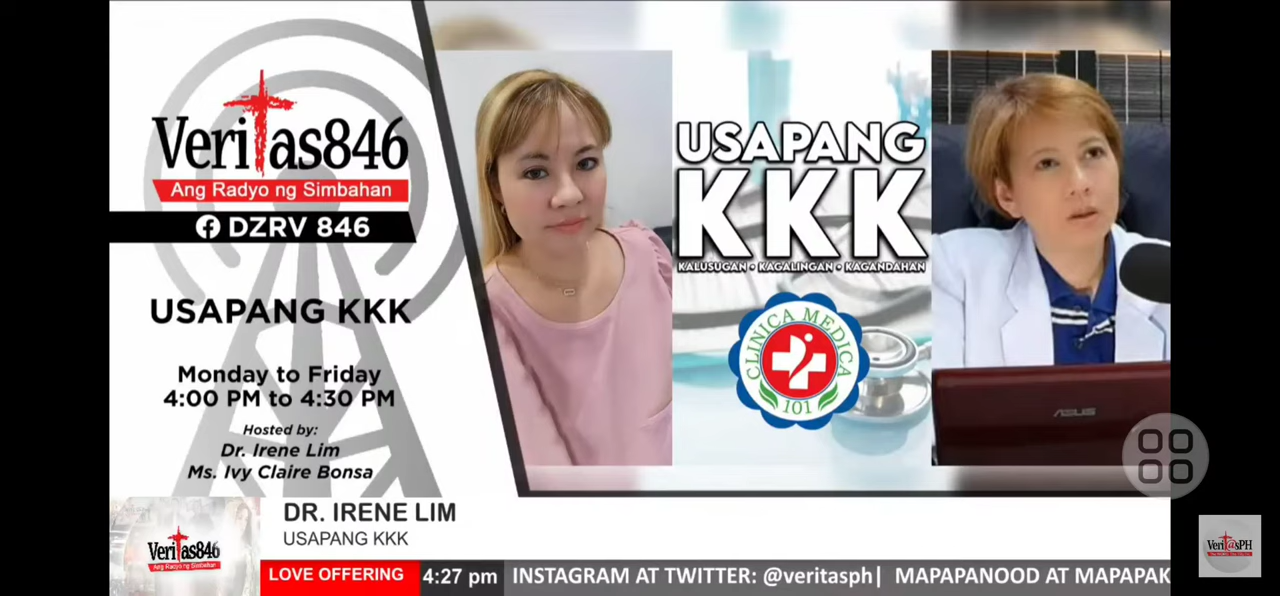 Veritas846
Ang Radyo ng Simbahan
DZRV 846
USAPANG KKK
Monday to Friday
4:00 PM to 4:30 PM
Hosted by:
Dr. Irene Lim
Ms. Ivy Claire Bonsa
USAPANG
KKK
KALUSUGAN • KAGALINGAN • KAGANDAHAN
CLINICA MEDICA
101
ASUS
Veritas846
Ang Radyo ng Simbahan
DR. IRENE LIM
USAPANG KKK
LOVE OFFERING
4:27 pm
INSTAGRAM AT TWITTER: @veritasph| MAPAPANOOD AT MAPAPAK
Verit@sPH